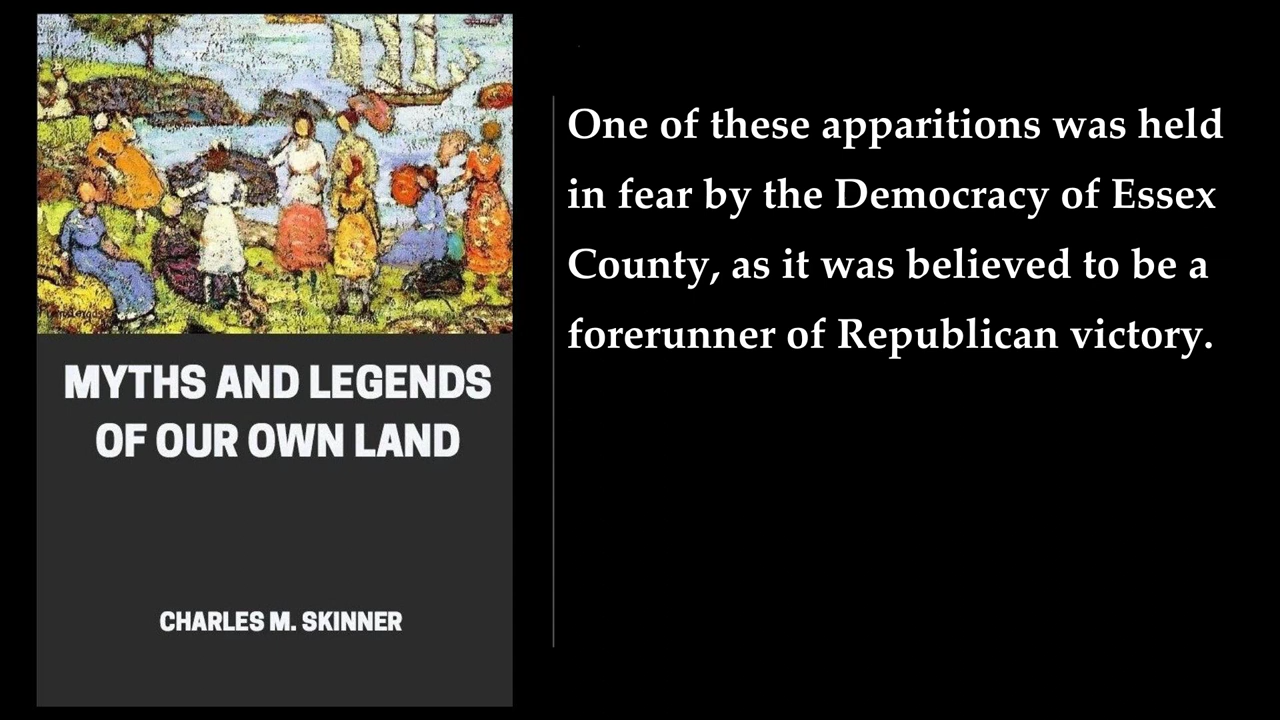 MYTHS AND LEGENDS
OF OUR OWN LAND
CHARLES M. SKINNER
One of these apparitions was held
in fear by the Democracy of Essex
County, as it was believed to be a
forerunner of Republican victory.